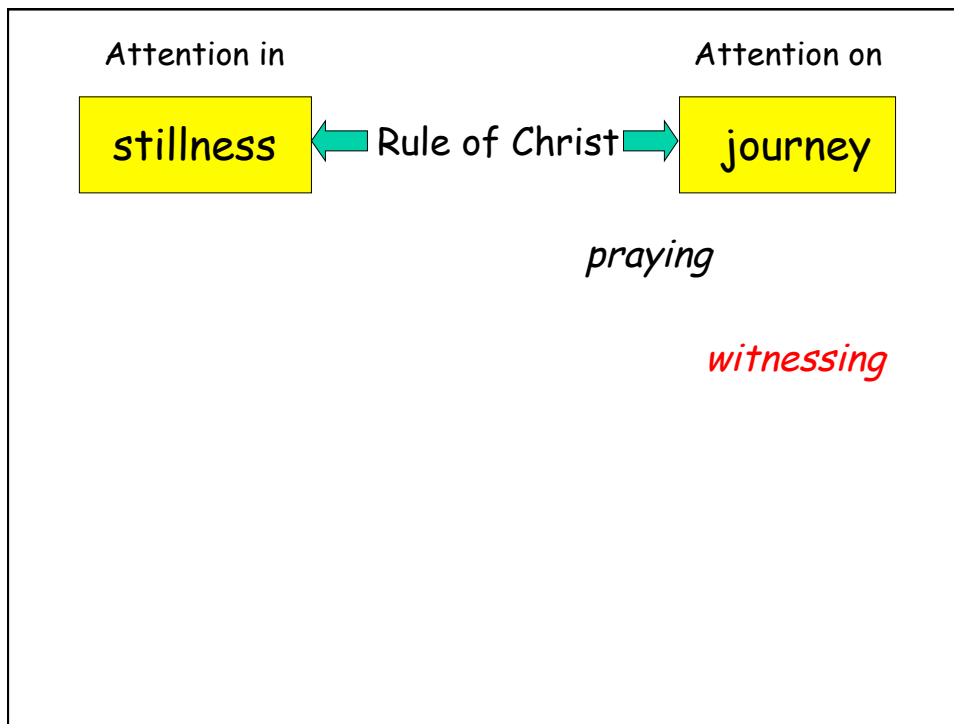 Attention in Attention on
stillness Rule of Christ journey
praying
witnessing